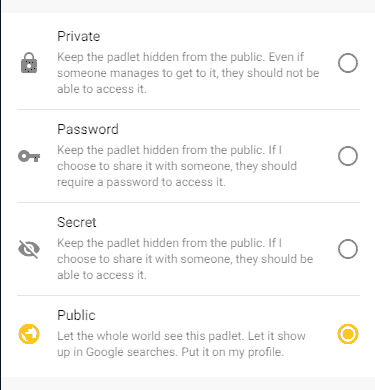 Private
Keep the padlet hidden from the public. Even if
someone manages to get to it, they should not be
able to access it.
Password
Keep the padlet hidden from the public. If I
choose to share it with someone, they should
require a password to access it.
Secret
Keep the padlet hidden from the public. If I
choose to share it with someone, they should be
able to access it.
Public
Let the whole world see this padlet. Let it show
up in Google searches. Put it on my profile.